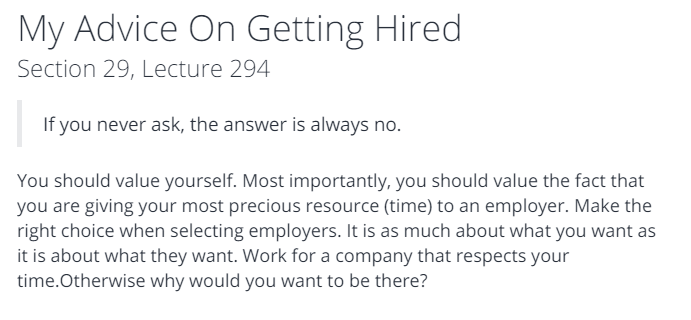 My Advice On Getting Hired
Section 29, Lecture 294
If you never ask, the answer is always no.
You should value yourself. Most importantly, you should value the fact that
you are giving your most precious resource (time) to an employer. Make the
right choice when selecting employers. It is as much about what you want as
it is about what they want. Work for a company that respects your
time.Otherwise why would you want to be there?